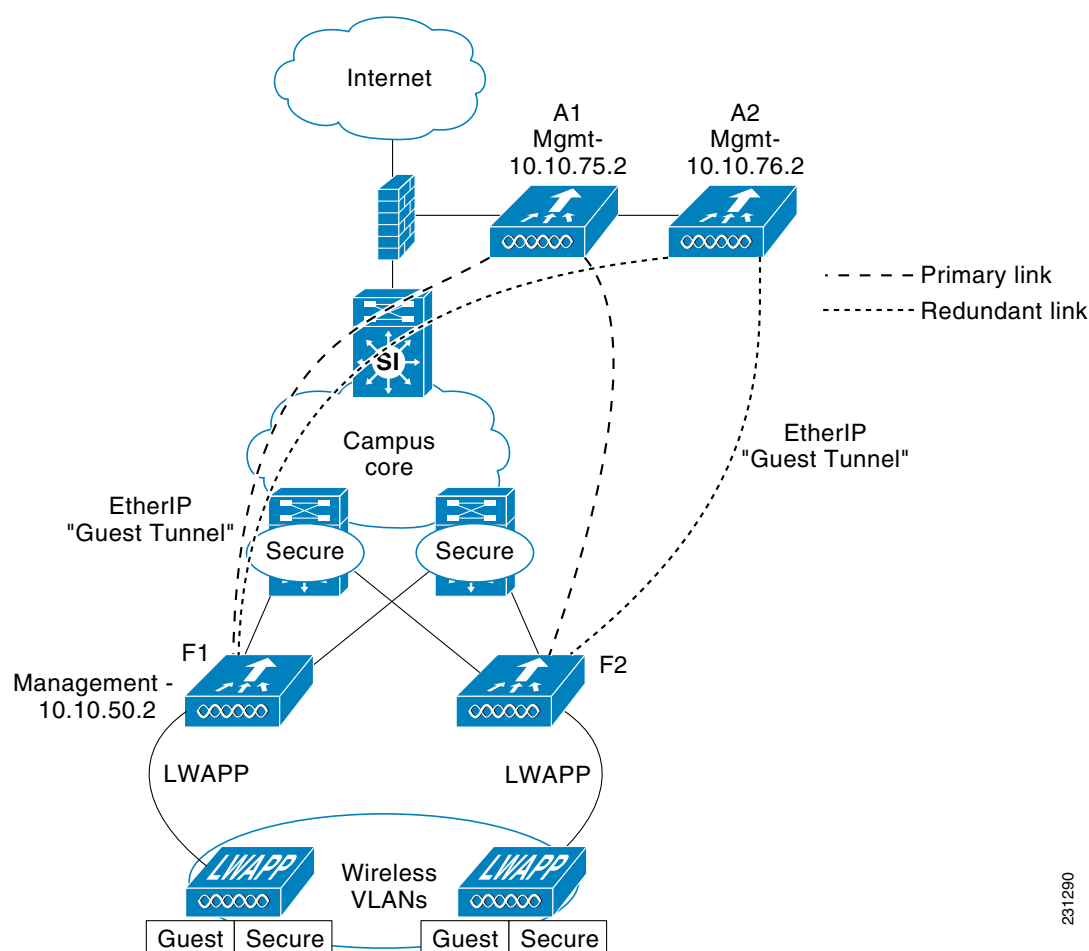 Internet
A1
Mgmt-
10.10.75.2
A2
Mgmt-
10.10.76.2
Primary link
Redundant link
SI
Campus
core
EtherIP
"Guest Tunnel"
EtherIP
"Guest Tunnel"
Secure
Secure
F1
F2
Management -
10.10.50.2
LWAPP
LWAPP
LWAPP
LWAPP
Wireless
VLANs
Guest
Secure
Guest
Secure
231290